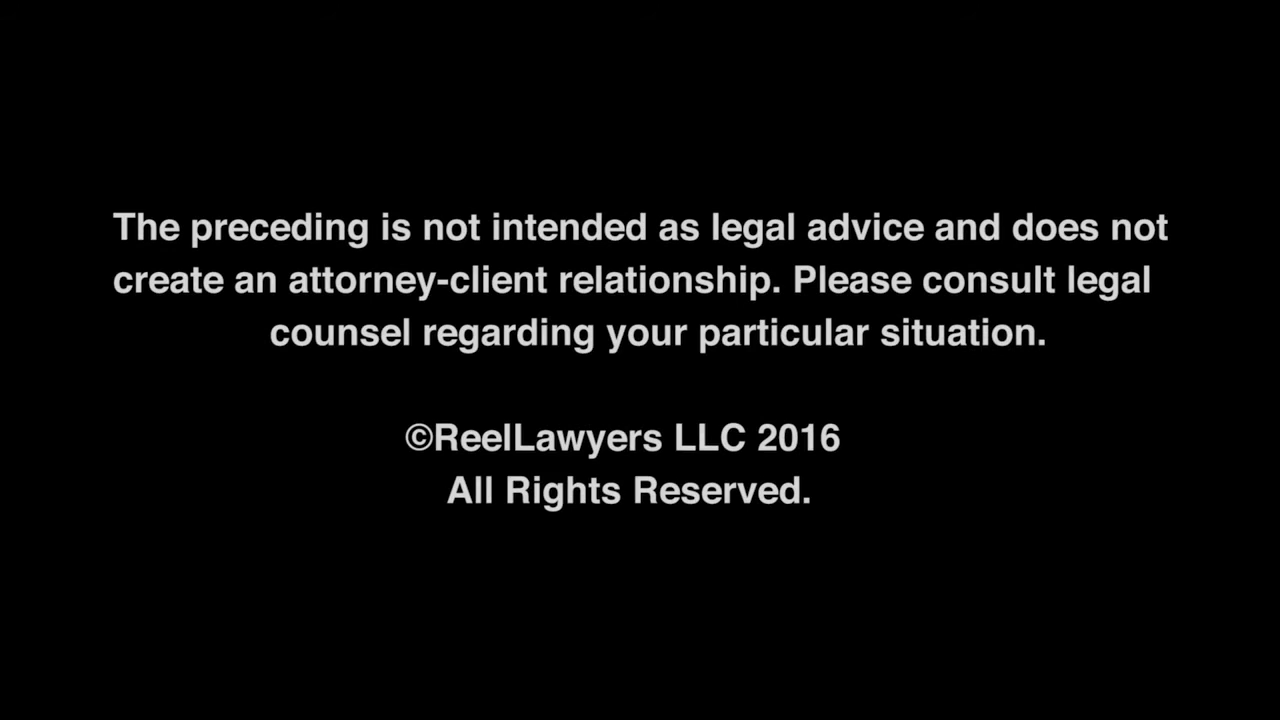 The preceding is not intended as legal advice and does not
create an attorney-client relationship. Please consult legal
counsel regarding your particular situation.
©ReelLawyers LLC 2016
All Rights Reserved.